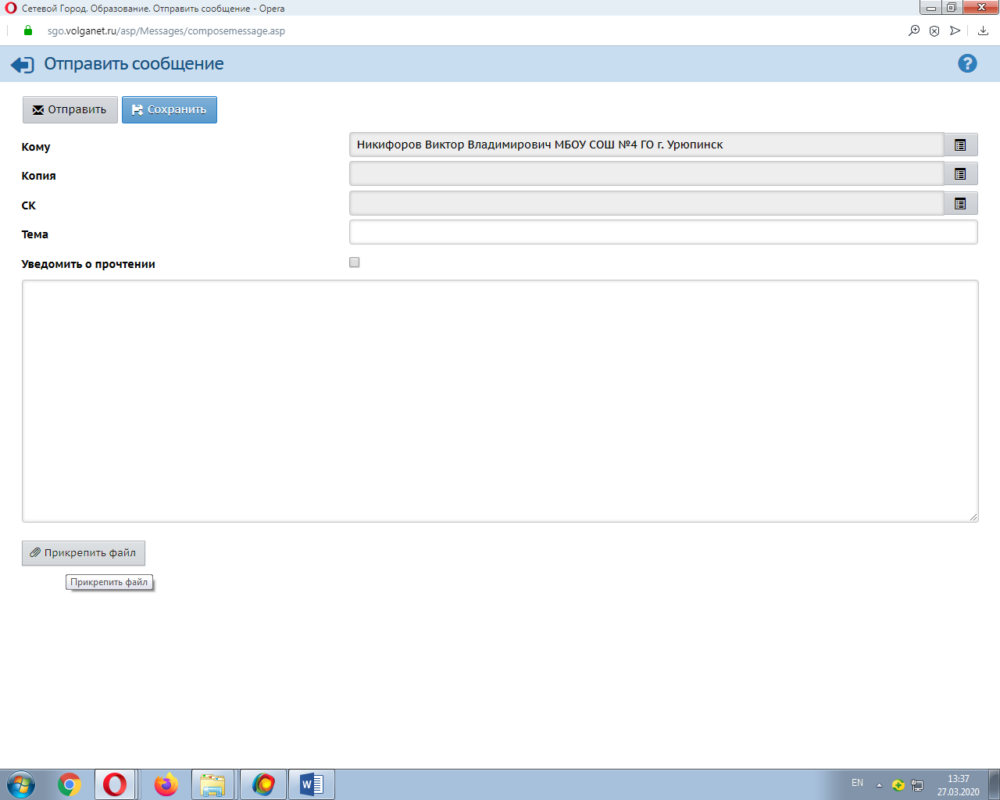 Сетевой Город. Образование. Отправить сообщение - Opera
sgo.volganet.ru/asp/Messages/composemessage.asp
Отправить сообщение
Отправить Сохранить
Кому Никифоров Виктор Владимирович МБОУ СОШ №4 ГО г. Урюпинск
Копия
СК
Тема
Уведомить о прочтении
Прикрепить файл
Прикрепить файл
EN 13:37
27.03.2020